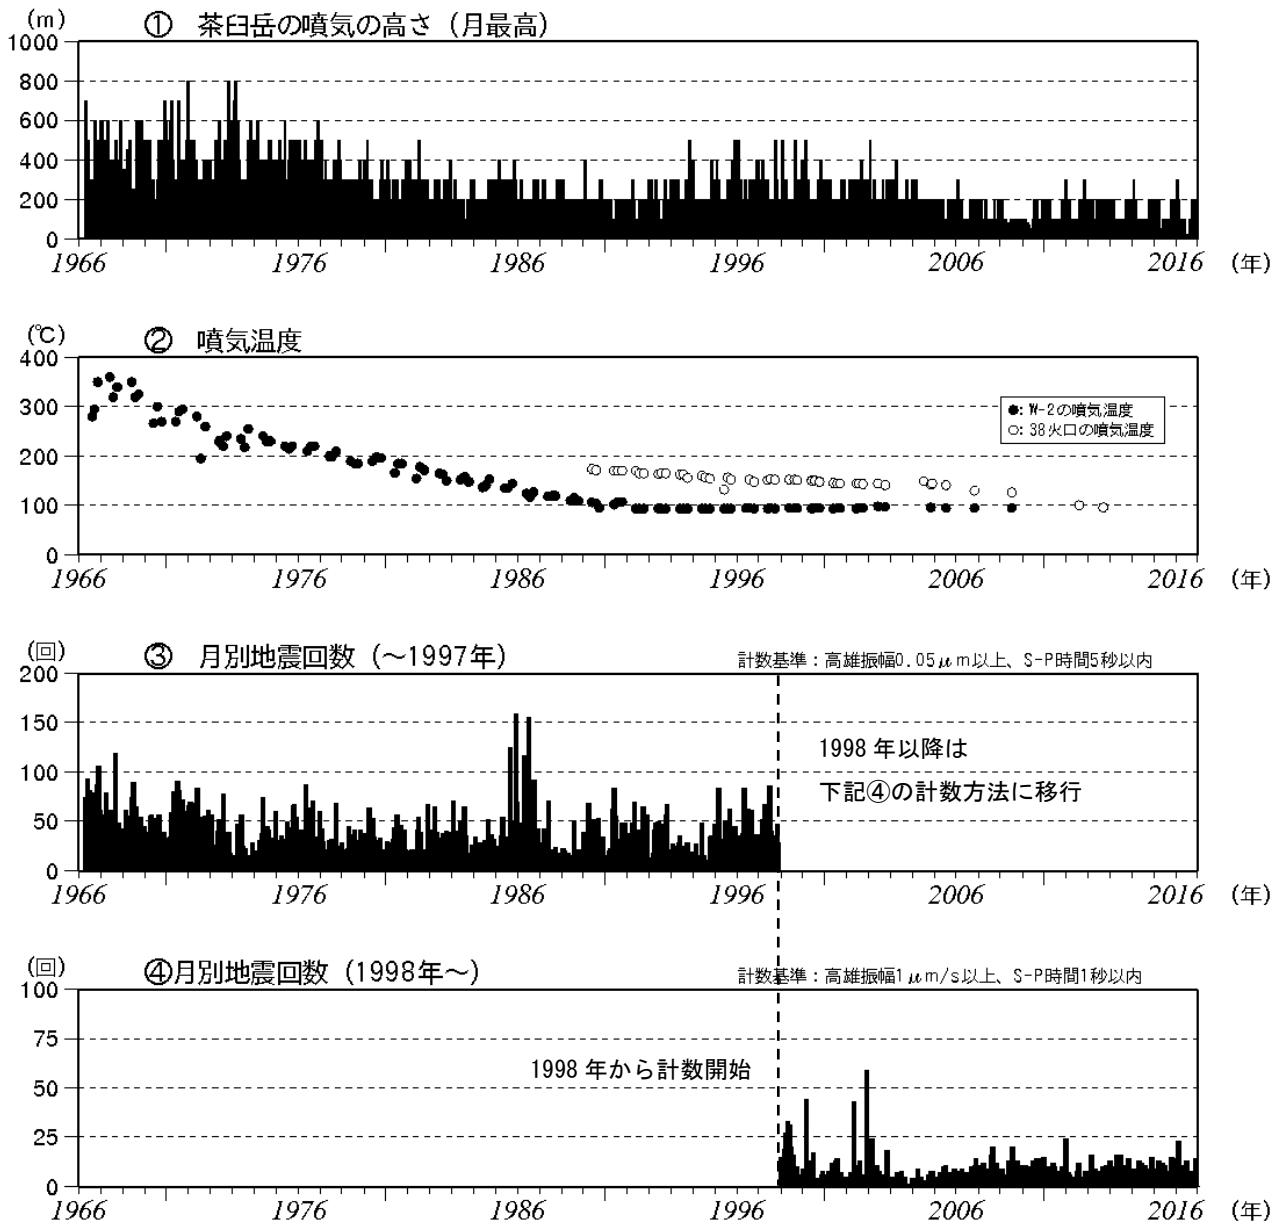 (m)
① 茶臼岳の噴気の高さ（月最高）
1000
800
600
400
200
0
1966 1976 1986 1996 2006 2016 (年)
(℃)
② 噴気温度
400
300
200
100
0
●: W-2の噴気温度
○: 38火口の噴気温度
1966 1976 1986 1996 2006 2016 (年)
(回)
③ 月別地震回数（～1997年）
計数基準：高雄振幅0.05μm以上、S-P時間5秒以内
200
150
100
50
0
1998 年以降は
下記④の計数方法に移行
1966 1976 1986 1996 2006 2016 (年)
(回)
④月別地震回数（1998年～）
計数基準：高雄振幅1μm/s以上、S-P時間1秒以内
100
75
50
25
0
1998 年から計数開始
1966 1976 1986 1996 2006 2016 (年)